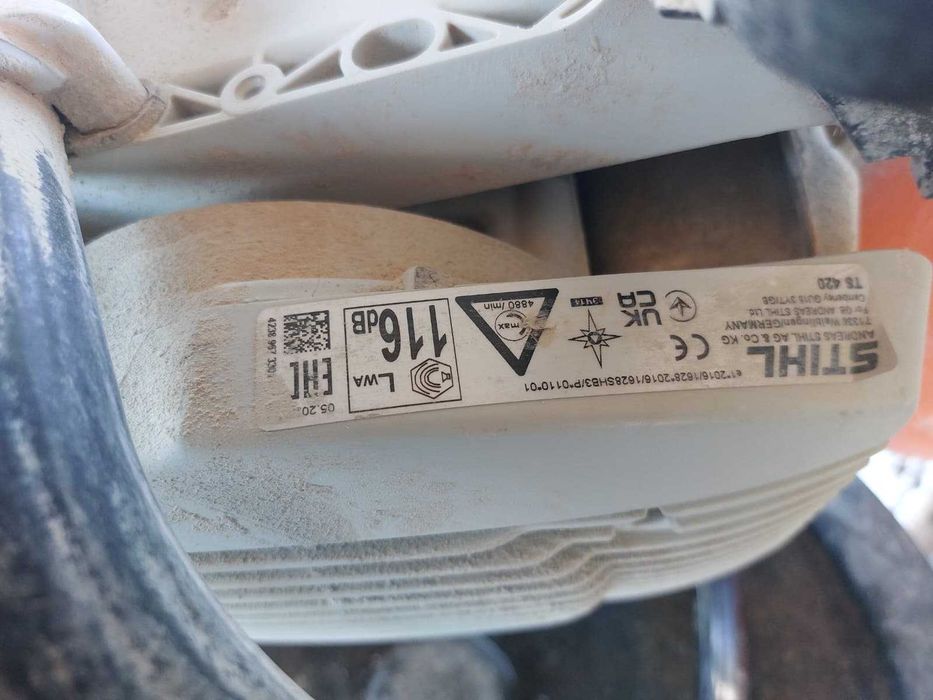 STIHL
ANDREAS STIHL AG & Co. KG
71336 Waiblingen/GERMANY
For GB: ANDREAS STIHL Ltd
Camberley GU15 3YT/GB
TS 420
e1*2016/1628*2016/1628SHB3/P*0110*01
CE
UK
CA
3414
max
4880 /min
LWA
116dB
05.20
EHC
4238 967